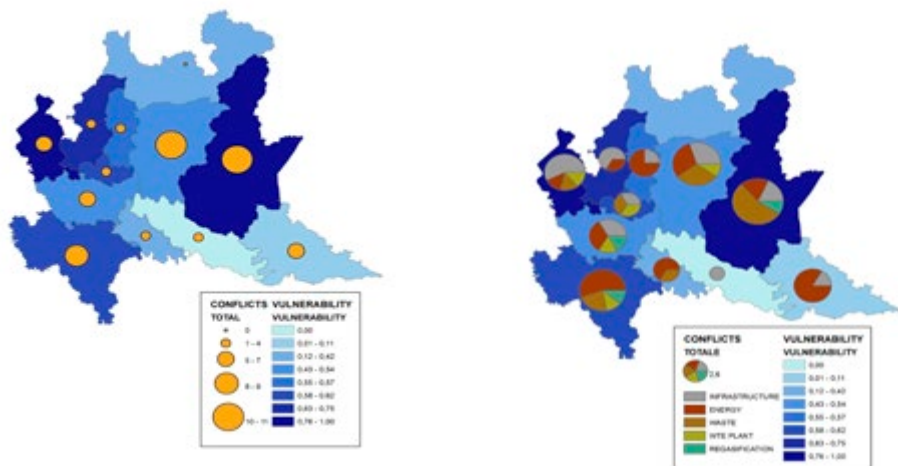 CONFLICTS VULNERABILITY
TOTAL VULNERABILITY
0 0,00
1 - 4 0,01 - 0,11
5 - 7 0,12 - 0,42
8 - 9 0,43 - 0,54
0,55 - 0,57
0,58 - 0,62
10 - 11 0,63 - 0,75
0,76 - 1,00
CONFLICTS VULNERABILITY
TOTALE VULNERABILITY
2,6 0,00
0,01 - 0,11
INFRASTRUCTURE 0,12 - 0,42
ENERGY 0,43 - 0,54
WASTE 0,55 - 0,57
WTE PLANT 0,58 - 0,62
REGASIFICATION 0,63 - 0,75
0,76 - 1,00